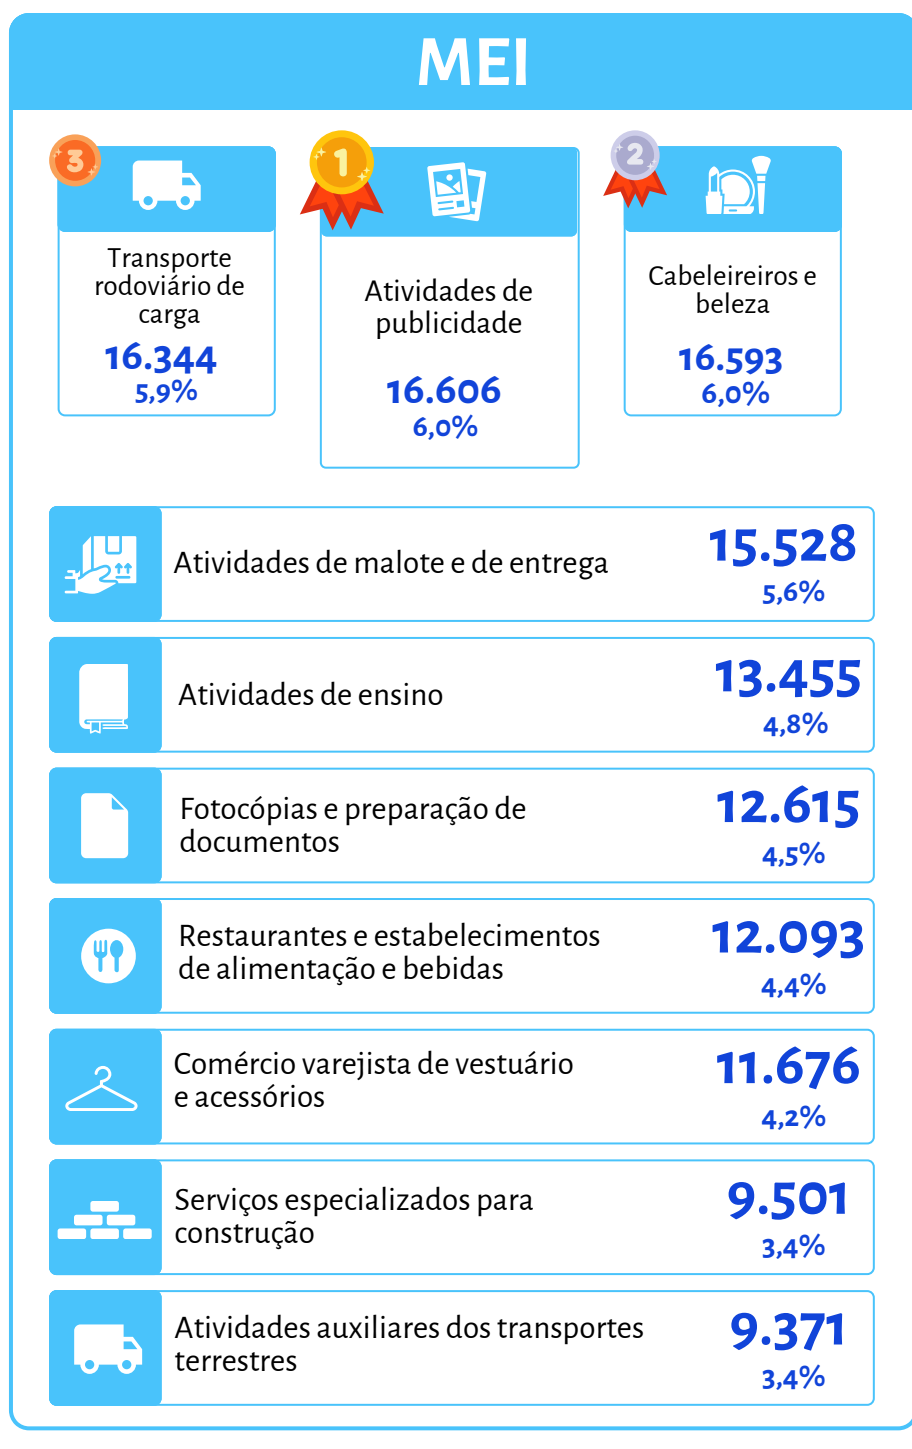 MEI
3
Transporte
rodoviário de
carga
16.344
5,9%
1
Atividades de
publicidade
16.606
6,0%
2
Cabeleireiros e
beleza
16.593
6,0%
Atividades de malote e de entrega
15.528
5,6%
Atividades de ensino
13.455
4,8%
Fotocópias e preparação de
documentos
12.615
4,5%
Restaurantes e estabelecimentos
de alimentação e bebidas
12.093
4,4%
Comércio varejista de vestuário
e acessórios
11.676
4,2%
Serviços especializados para
construção
9.501
3,4%
Atividades auxiliares dos transportes
terrestres
9.371
3,4%